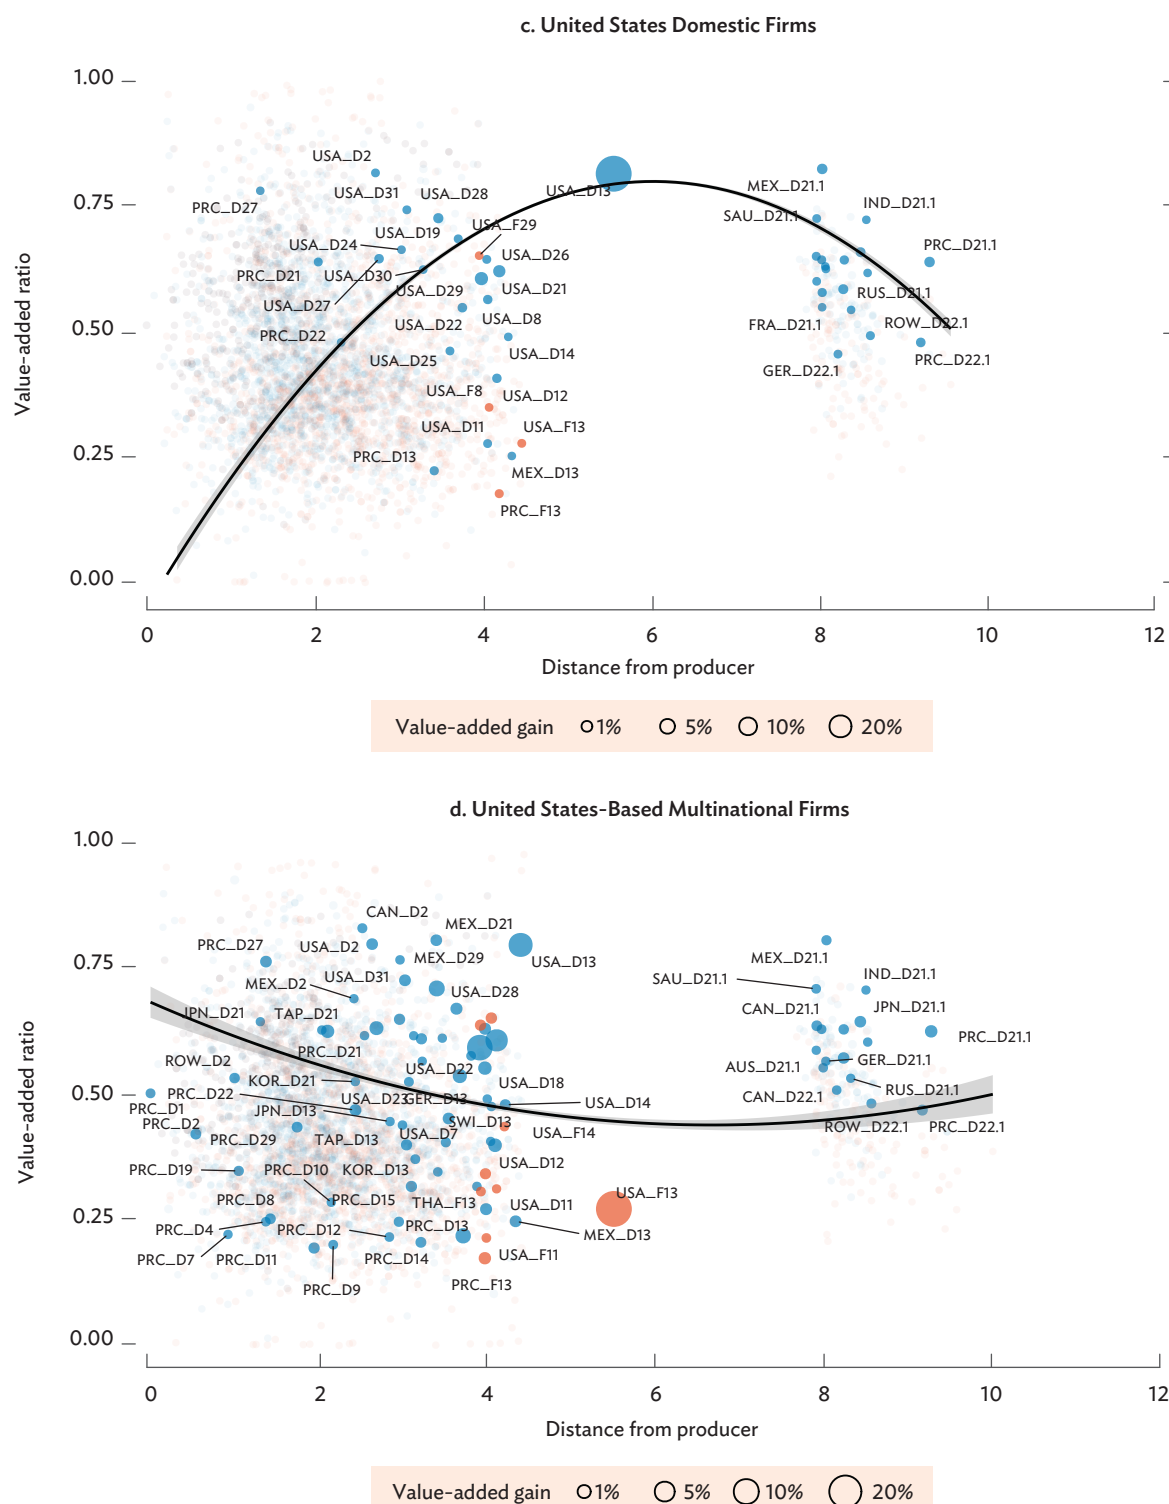 c. United States Domestic Firms
1.00
0.75
0.50
0.25
0.00
Value-added ratio
USA_D2
PRC_D27
USA_D31
USA_D28
USA_D13
MEX_D21.1
IND_D21.1
SAU_D21.1
USA_F29
USA_D19
USA_D24
USA_D26
PRC_D21.1
PRC_D21
USA_D30
USA_D29
USA_D21
RUS_D21.1
USA_D27
USA_D22
USA_D8
FRA_D21.1
ROW_D22.1
PRC_D22
USA_D25
USA_D14
PRC_D22.1
GER_D22.1
USA_F8
USA_D12
USA_D11
USA_F13
PRC_D13
MEX_D13
PRC_F13
0 2 4 6 8 10 12
Distance from producer
Value-added gain 1% 5% 10% 20%
d. United States-Based Multinational Firms
1.00
0.75
0.50
0.25
0.00
Value-added ratio
CAN_D2
MEX_D21
PRC_D27
USA_D2
MEX_D29
USA_D13
MEX_D21.1
MEX_D2
USA_D31
USA_D28
SAU_D21.1
IND_D21.1
JPN_D21
TAP_D21
CAN_D21.1
JPN_D21.1
PRC_D21
PRC_D21.1
ROW_D2
KOR_D21
USA_D22
USA_D18
AUS_D21.1
GER_D21.1
PRC_D22
USA_D23
GER_D13
USA_D14
CAN_D22.1
RUS_D21.1
PRC_D1
PRC_D2
JPN_D13
SWI_D13
ROW_D22.1
PRC_D22.1
PRC_D29
TAP_D13
USA_D7
USA_F14
PRC_D19
PRC_D10
KOR_D13
USA_D12
PRC_D8
PRC_D15
THA_F13
USA_D11
USA_F13
PRC_D4
PRC_D12
PRC_D13
MEX_D13
PRC_D7
PRC_D11
PRC_D14
USA_F11
PRC_D9
PRC_F13
0 2 4 6 8 10 12
Distance from producer
Value-added gain 1% 5% 10% 20%